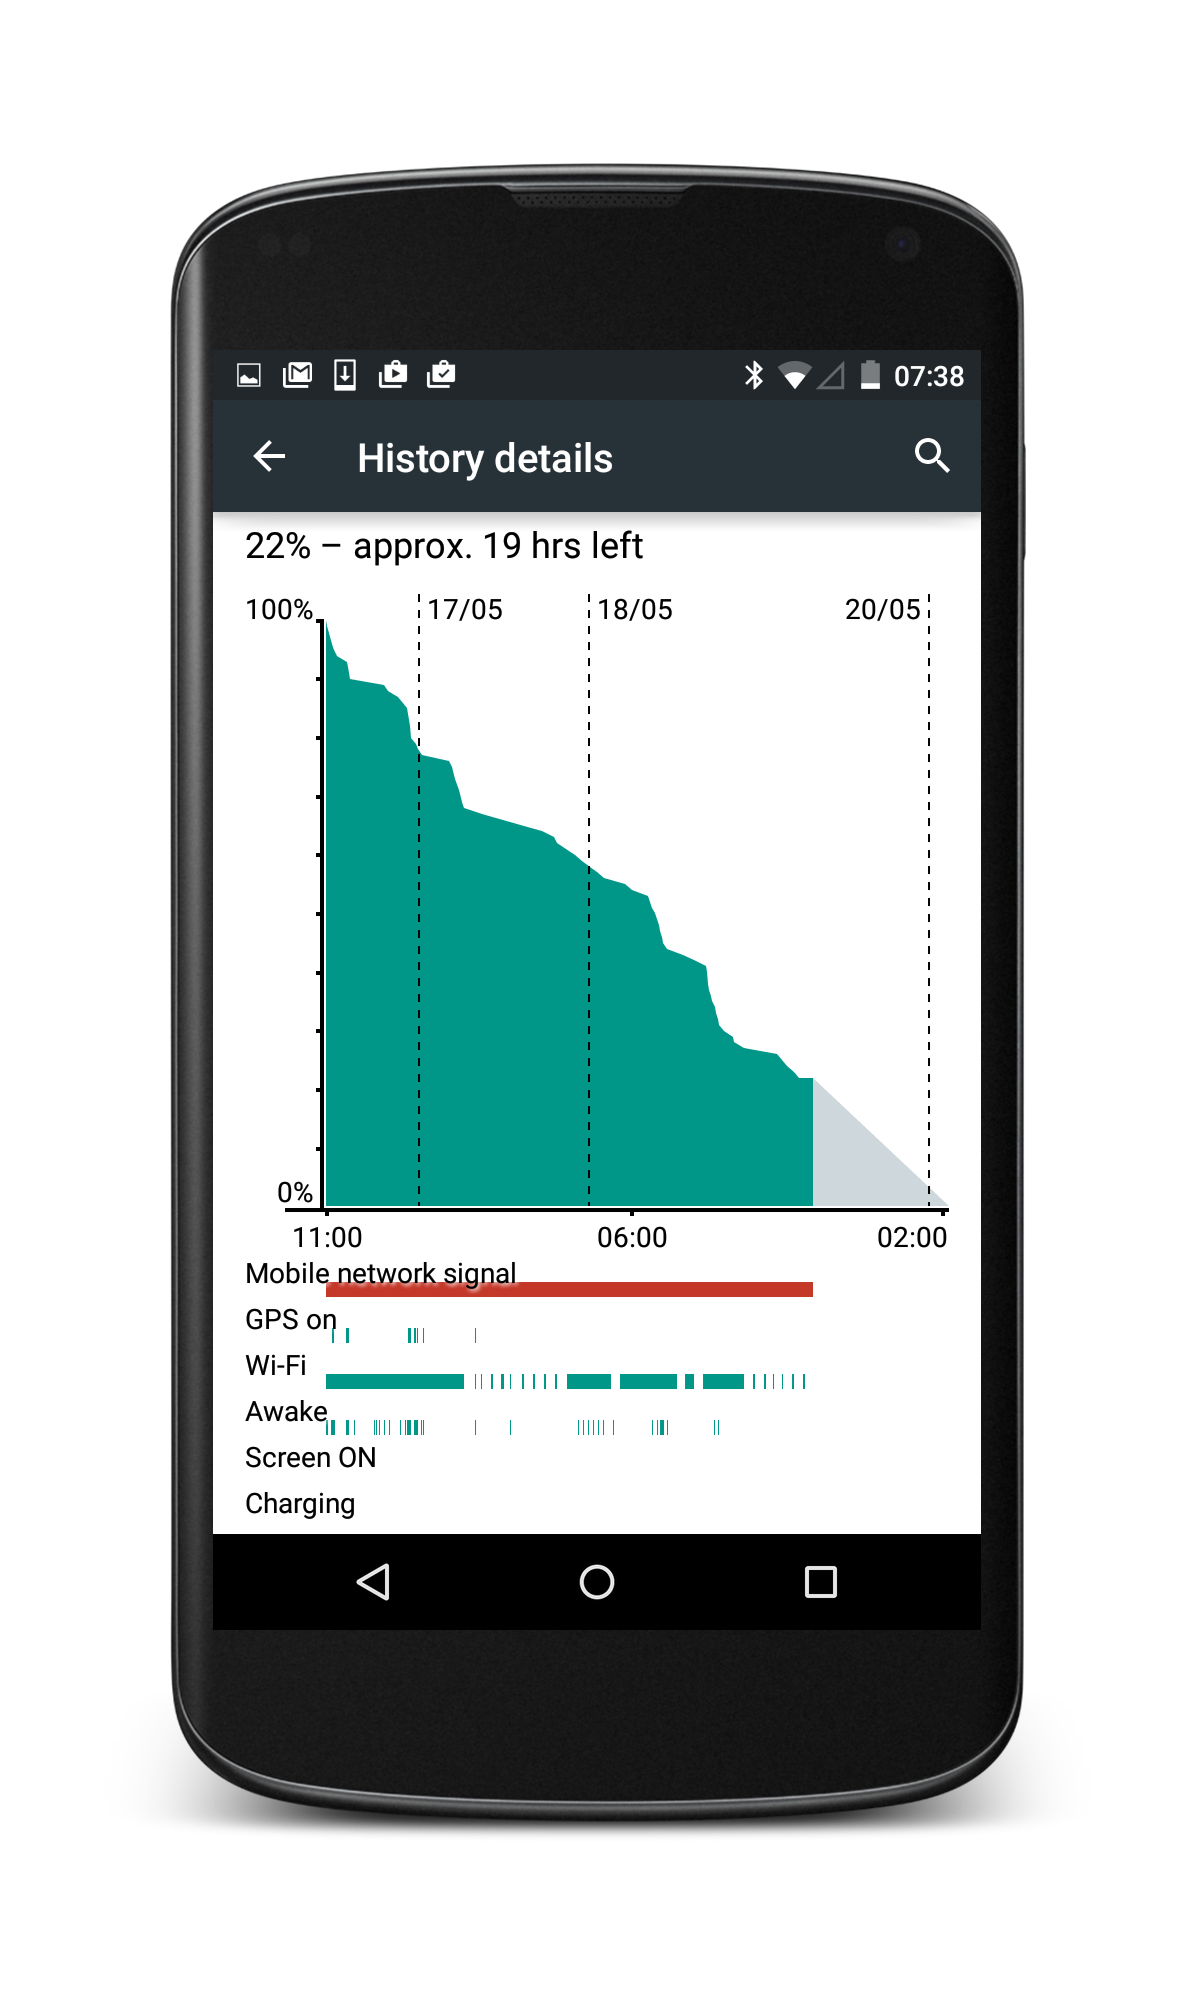 07:38
History details
22% – approx. 19 hrs left
100% 17/05 18/05 20/05
0%
11:00 06:00 02:00
Mobile network signal
GPS on
Wi-Fi
Awake
Screen ON
Charging